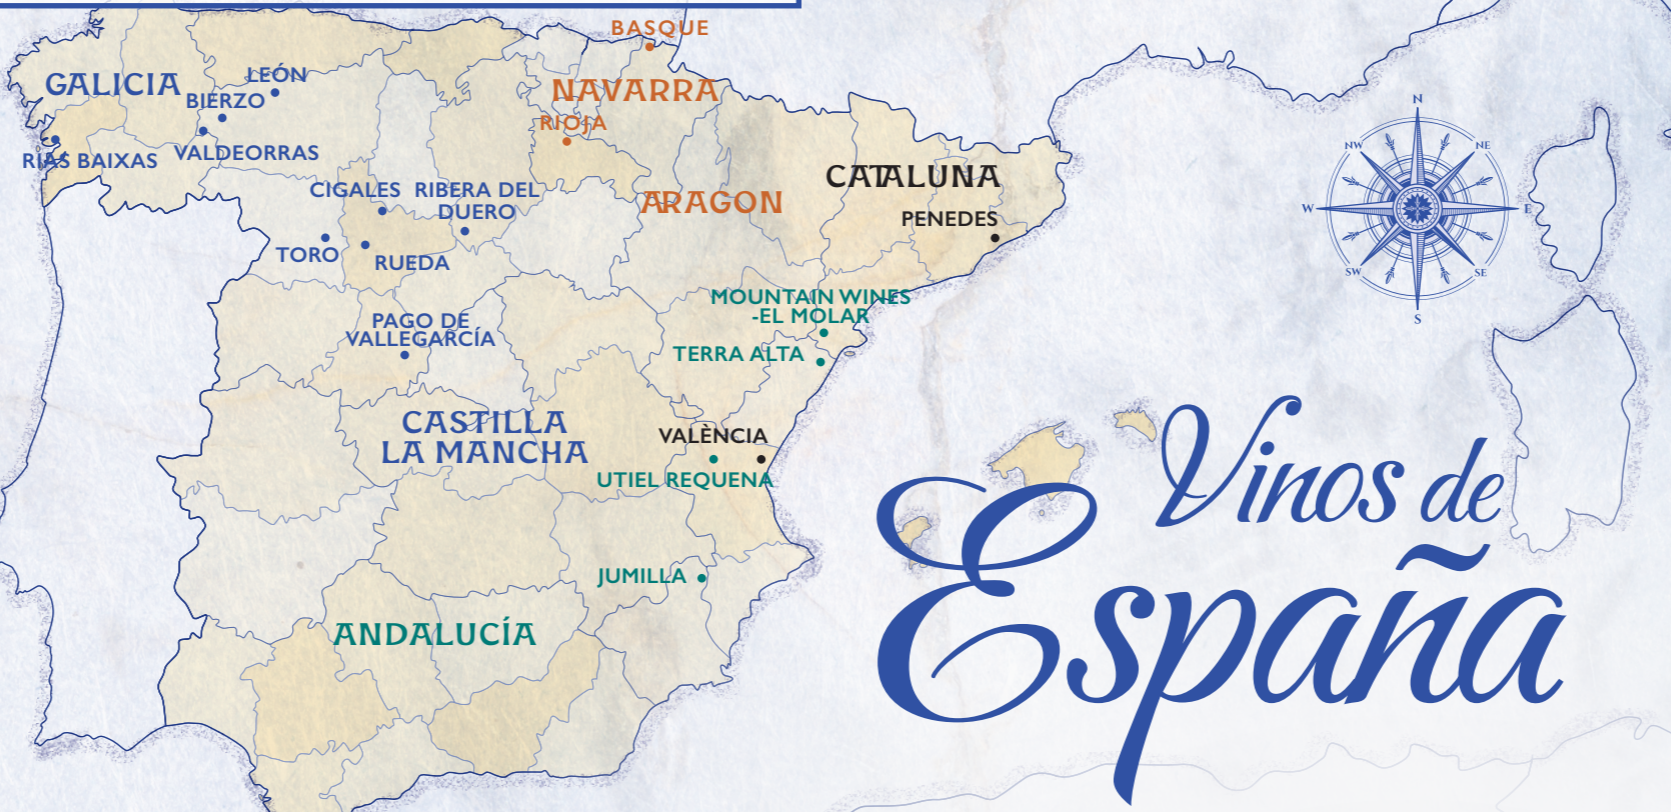 BASQUE
GALICIA
LEÓN
NAVARRA
BIERZO
RIOJA
RIAS BAIXAS
VALDEORRAS
CATALUNA
CIGALES
RIBERA DEL
DUERO
ARAGON
PENEDES
TORO
RUEDA
MOUNTAIN WINES
-EL MOLAR
PAGO DE
VALLEGARCÍA
TERRA ALTA
CASTILLA
LA MANCHA
VALÈNCIA
UTIEL REQUENA
JUMILLA
ANDALUCÍA
N
NW
NE
W
E
SW
SE
S
Vinos de
España